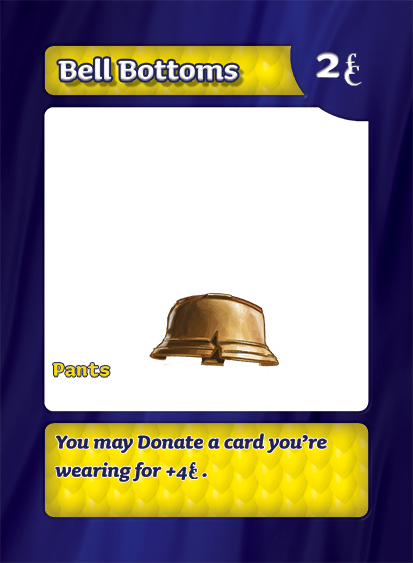 Bell Bottoms
2
Pants
You may Donate a card you're
wearing for +4 .